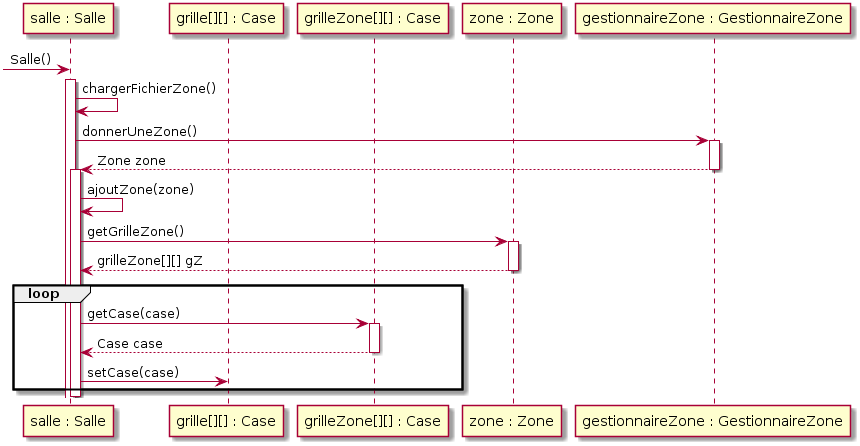 salle : Salle
grille[][] : Case
grilleZone[][] : Case
zone : Zone
gestionnaireZone : GestionnaireZone
Salle()
chargerFichierZone()
donnerUneZone()
Zone zone
ajoutZone(zone)
getGrilleZone()
grilleZone[][] gZ
loop
getCase(case)
Case case
setCase(case)
salle : Salle
grille[][] : Case
grilleZone[][] : Case
zone : Zone
gestionnaireZone : GestionnaireZone